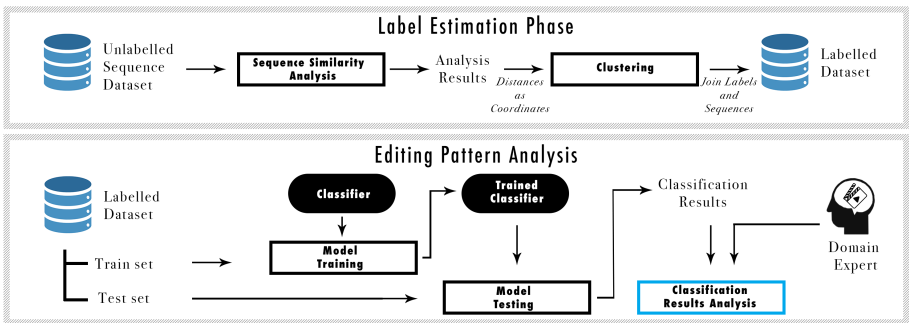 Label Estimation Phase
Unlabelled
Sequence
Dataset
Sequence Similarity
Analysis
Analysis
Results
Distances
as
Coordinates
Clustering
Join Labels
and
Sequences
Labelled
Dataset
Editing Pattern Analysis
Labelled
Dataset
Train set
Test set
Classifier
Model
Training
Trained
Classifier
Model
Testing
Classification
Results
Classification
Results Analysis
Domain
Expert